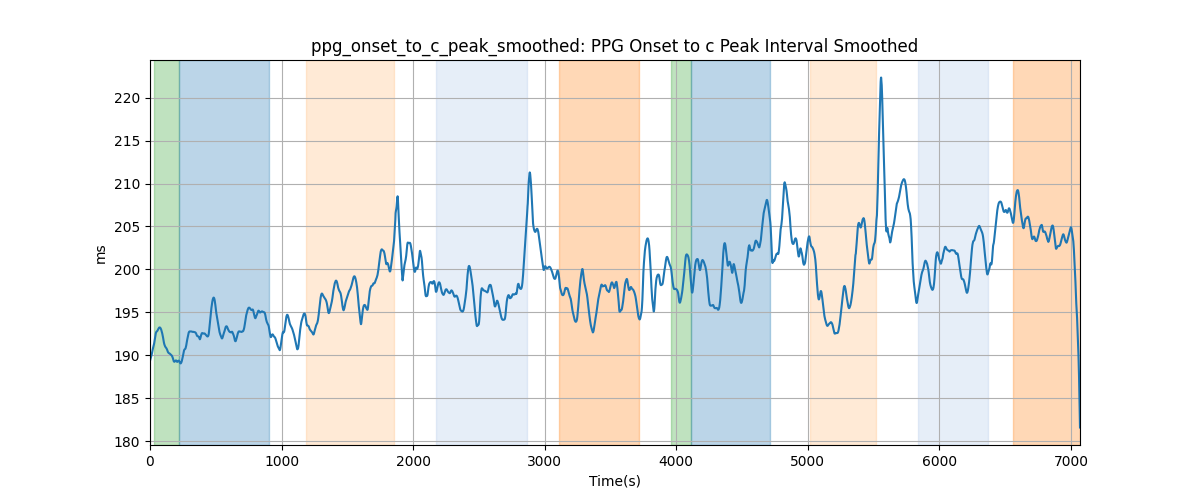 ppg_onset_to_c_peak_smoothed: PPG Onset to c Peak Interval Smoothed
220
215
210
205
200
195
190
185
180
ms
0 1000 2000 3000 4000 5000 6000 7000
Time(s)